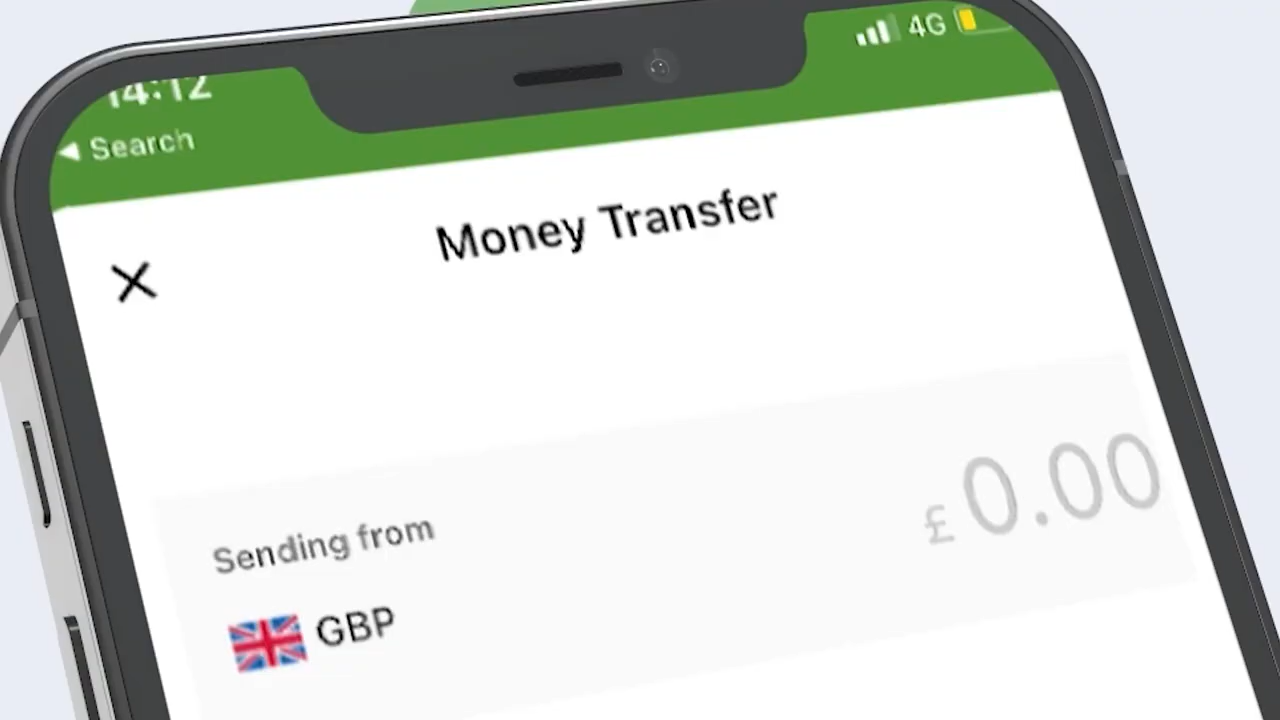 14:12
4G
◀ Search
Money Transfer
Sending from
£0.00
GBP